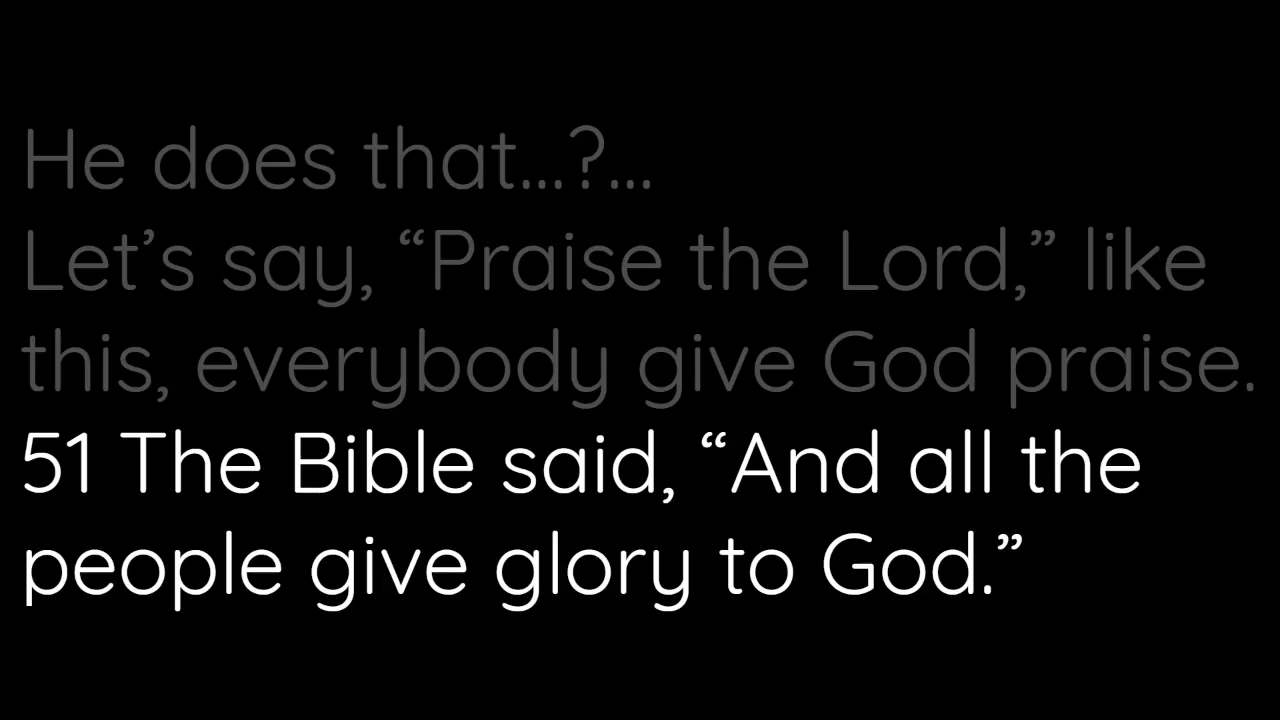 He does that...?...
Let’s say, “Praise the Lord,” like
this, everybody give God praise.
51 The Bible said, “And all the
people give glory to God.”